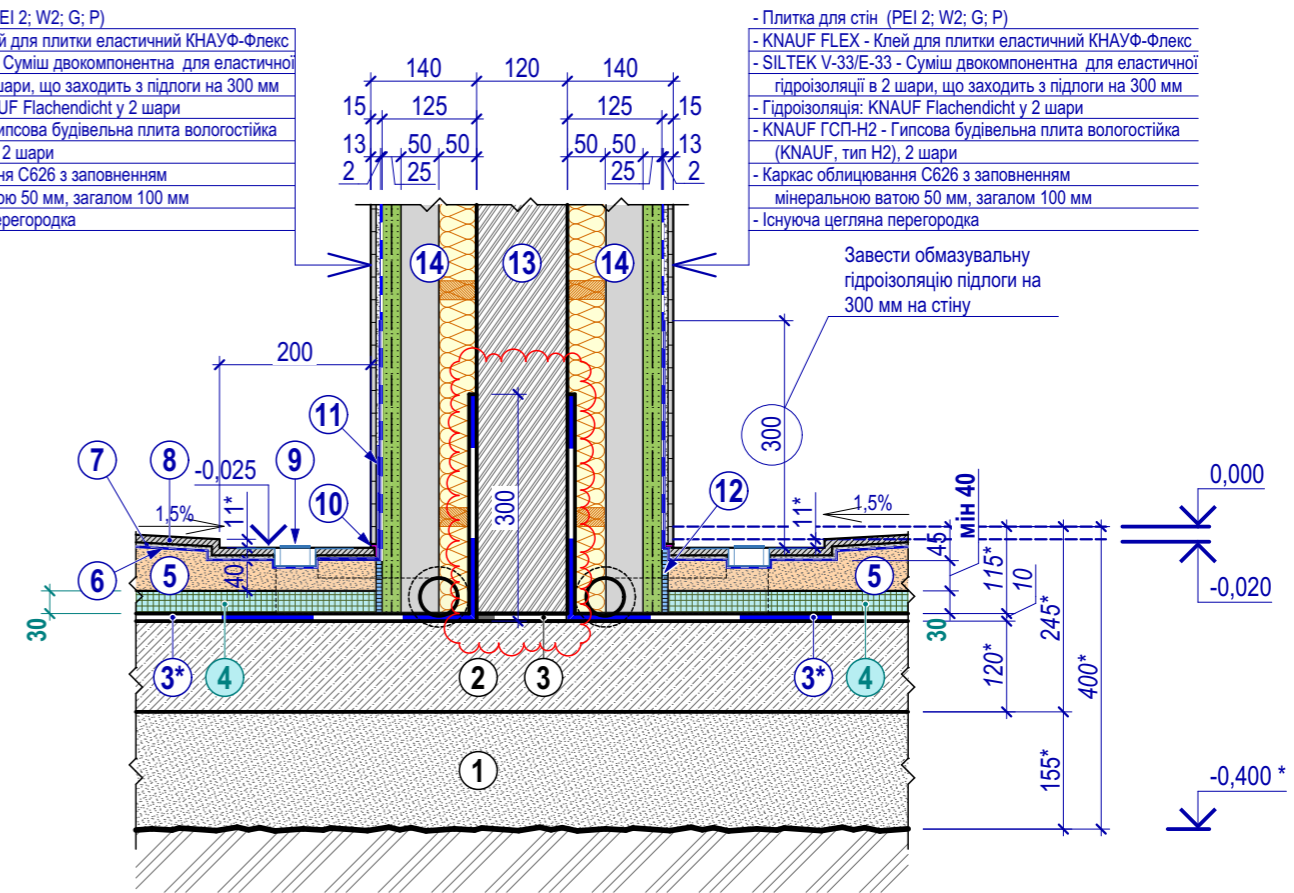 EI 2; W2; G; P)
й для плитки еластичний КНАУФ-Флекс
Суміш двокомпонентна для еластичної
шари, що заходить з підлоги на 300 мм
UF Flachendicht у 2 шари
ипсова будівельна плита вологостійка
2 шари
ня С626 з заповненням
ою 50 мм, загалом 100 мм
ерегородка
- Плитка для стін (PEI 2; W2; G; P)
- KNAUF FLEX - Клей для плитки еластичний КНАУФ-Флекс
- SILTEK V-33/E-33 - Суміш двокомпонентна для еластичної
гідроізоляції в 2 шари, що заходить з підлоги на 300 мм
- Гідроізоляція: KNAUF Flachendicht у 2 шари
- KNAUF ГСП-Н2 - Гипсова будівельна плита вологостійка
(KNAUF, тип Н2), 2 шари
- Каркас облицювання С626 з заповненням
мінеральною ватою 50 мм, загалом 100 мм
- Існуюча цегляна перегородка
140 120 140
15 125 125 15
13 50 50 50 50 13
2 25 25 2
14 13 14
Завести обмазувальну
гідроізоляцію підлоги на
300 мм на стіну
200
300
300
11
7 8 -0,025 9
10
12
1,5% 11*
11* 1,5%
мін 40
0,000
-0,020
6 5 40
5
45
115*
10
245*
400*
120*
155*
30
30
3* 4 2 3 3* 4
1
-0,400 *